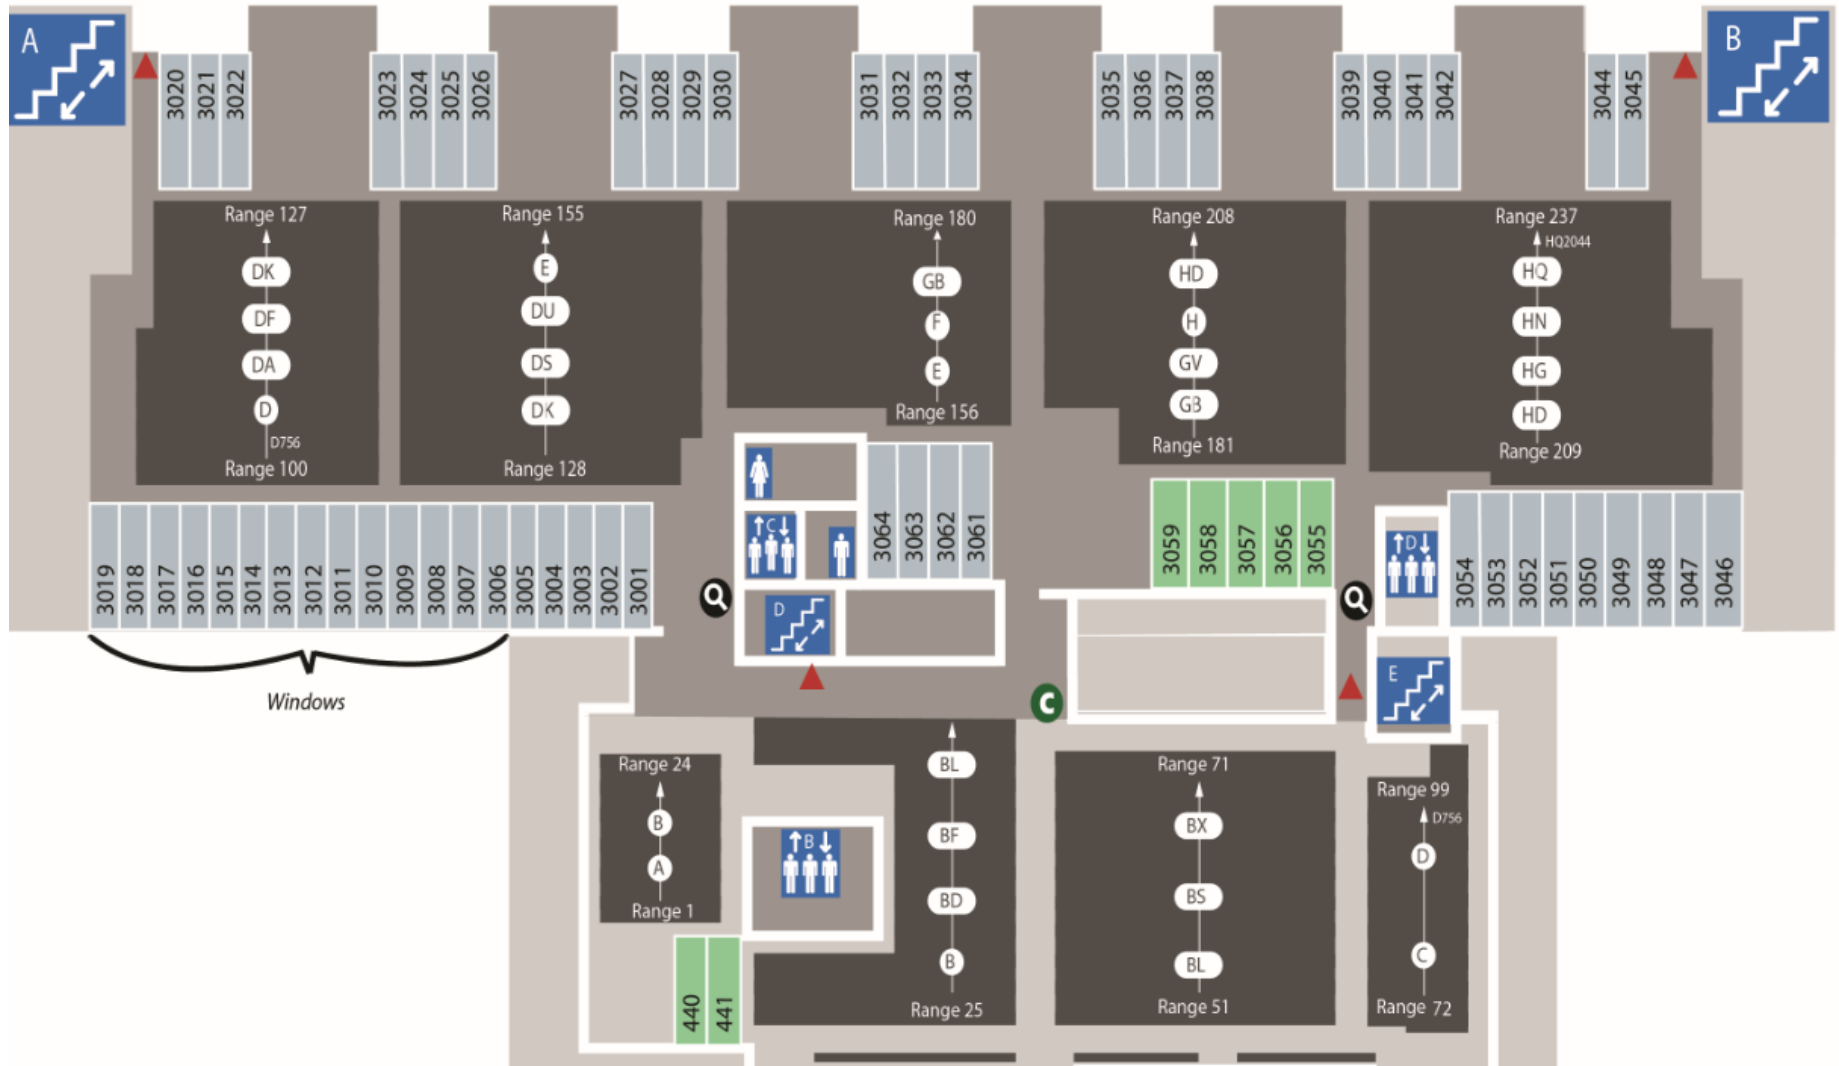 A
B
3020
3021
3022
3023
3024
3025
3026
3027
3028
3029
3030
3031
3032
3033
3034
3035
3036
3037
3038
3039
3040
3041
3042
3044
3045
Range 127
DK
DF
DA
D
D756
Range 100
Range 155
E
DU
DS
DK
Range 128
Range 180
GB
F
E
Range 156
Range 208
HD
H
GV
GB
Range 181
Range 237
HQ2044
HQ
HN
HG
HD
Range 209
3019
3018
3017
3016
3015
3014
3013
3012
3011
3010
3009
3008
3007
3006
3005
3004
3003
3002
3001
Windows
C
D
3064
3063
3062
3061
3059
3058
3057
3056
3055
D
3054
3053
3052
3051
3050
3049
3048
3047
3046
E
C
Range 24
B
A
Range 1
B
440
441
BL
BF
BD
B
Range 25
Range 71
BX
BS
BL
Range 51
Range 99
D756
D
C
Range 72